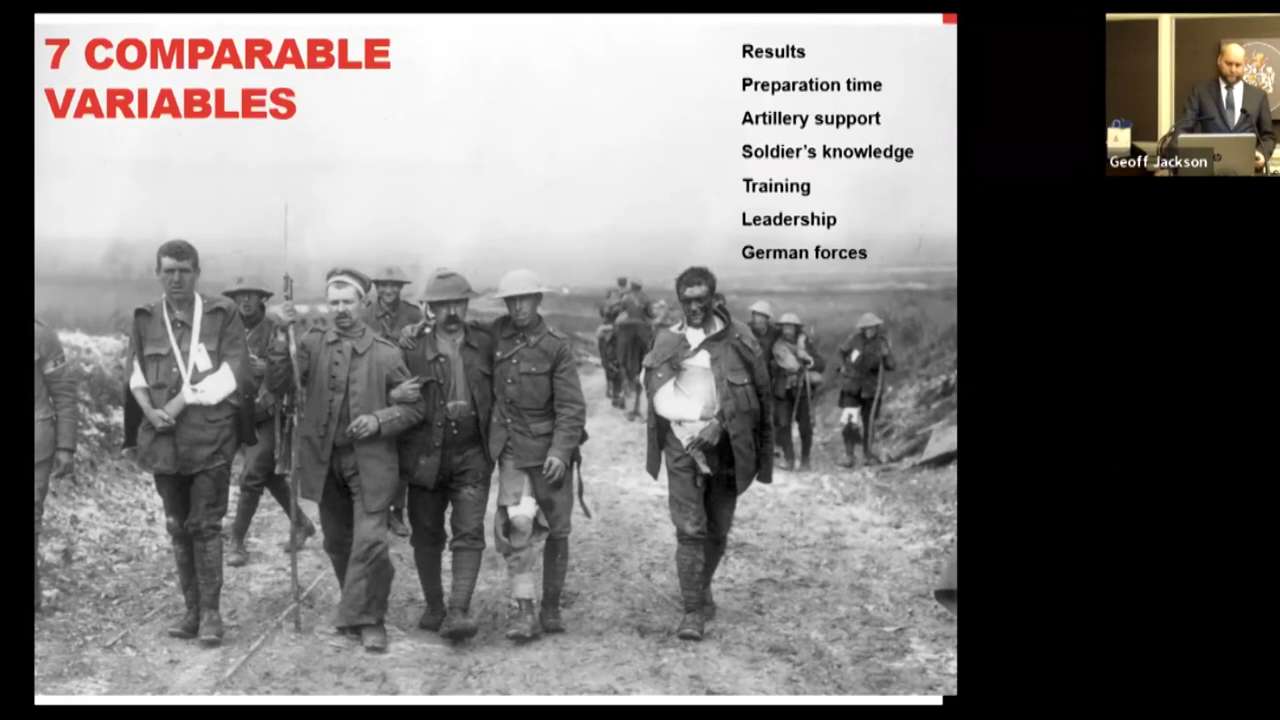 7 COMPARABLE
VARIABLES
Results
Preparation time
Artillery support
Soldier's knowledge
Training
Leadership
German forces
Geoff Jackson